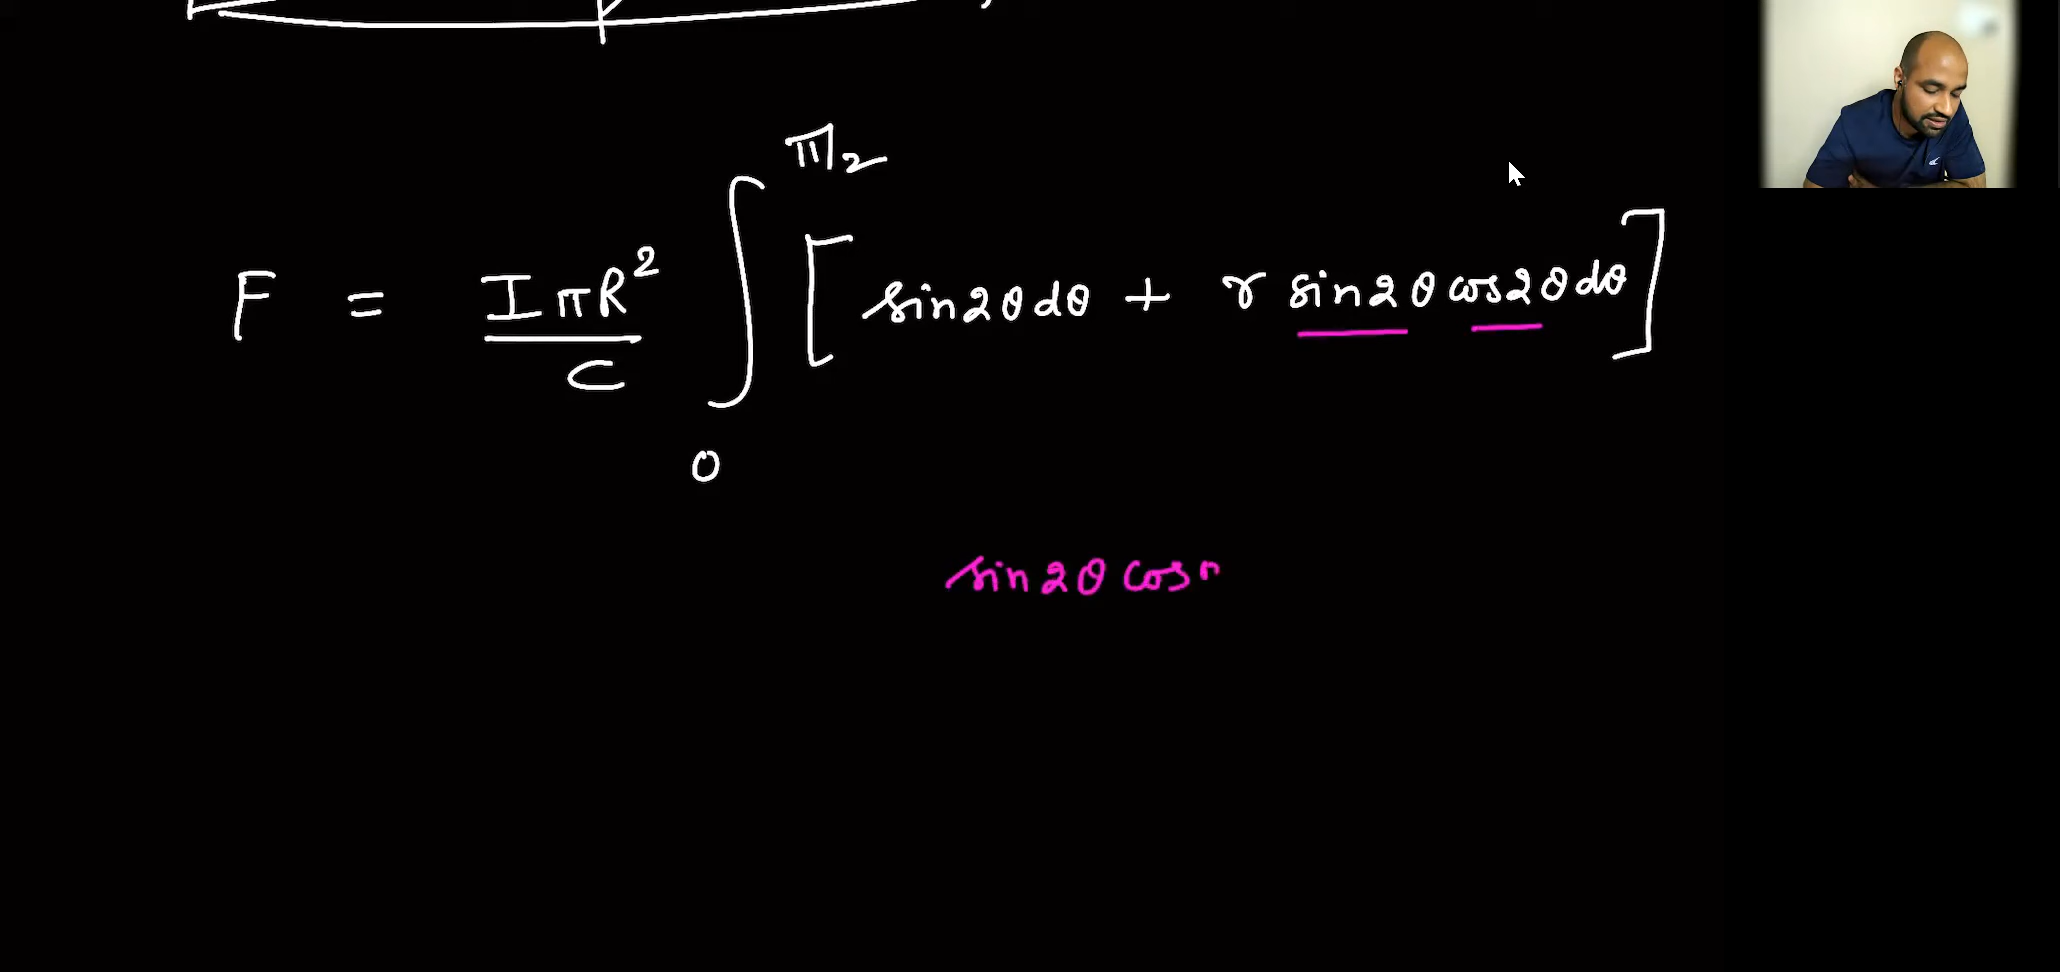 π/2
F = IπR²/C ∫ [ sin2θdθ + r sin2θ cos2θdθ ]
0
sin2θ cos